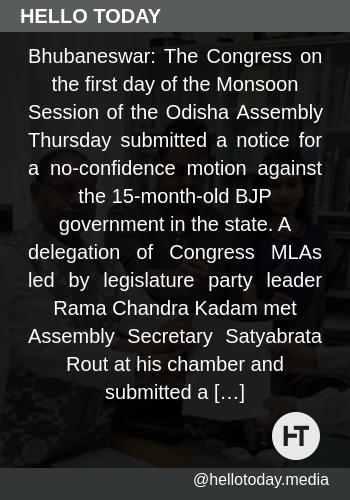 HELLO TODAY
Bhubaneswar: The Congress on
the first day of the Monsoon
Session of the Odisha Assembly
Thursday submitted a notice for
a no-confidence motion against
the 15-month-old BJP
government in the state. A
delegation of Congress MLAs
led by legislature party leader
Rama Chandra Kadam met
Assembly Secretary Satyabrata
Rout at his chamber and
submitted a […]
HT
@hellotoday.media